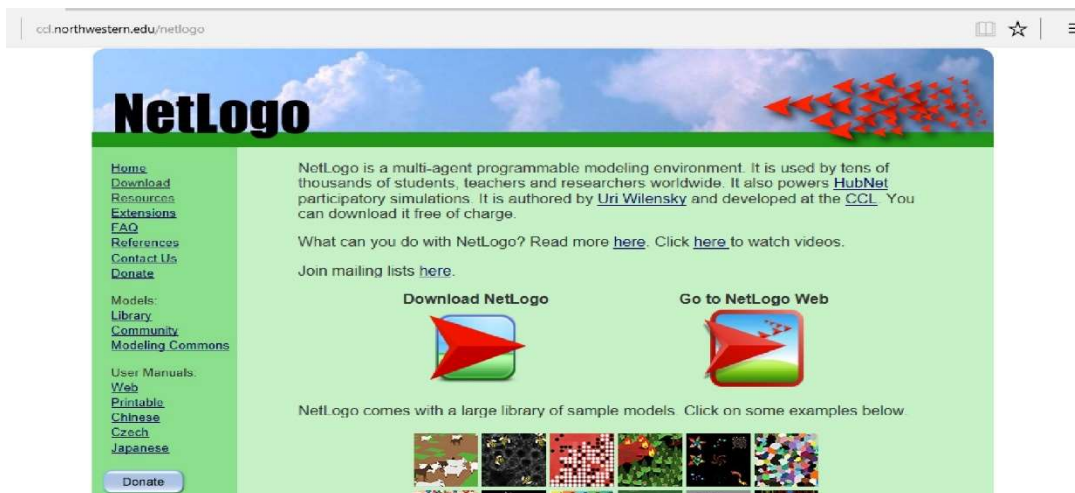 ccl.northwestern.edu/netlogo
NetLogo
Home
Download
Resources
Extensions
FAQ
References
Contact Us
Donate
Models:
Library
Community
Modeling Commons
User Manuals:
Web
Printable
Chinese
Czech
Japanese
Donate
NetLogo is a multi-agent programmable modeling environment. It is used by tens of
thousands of students, teachers and researchers worldwide. It also powers HubNet
participatory simulations. It is authored by Uri Wilensky and developed at the CCL. You
can download it free of charge.
What can you do with NetLogo? Read more here. Click here to watch videos.
Join mailing lists here.
Download NetLogo
Go to NetLogo Web
NetLogo comes with a large library of sample models. Click on some examples below.